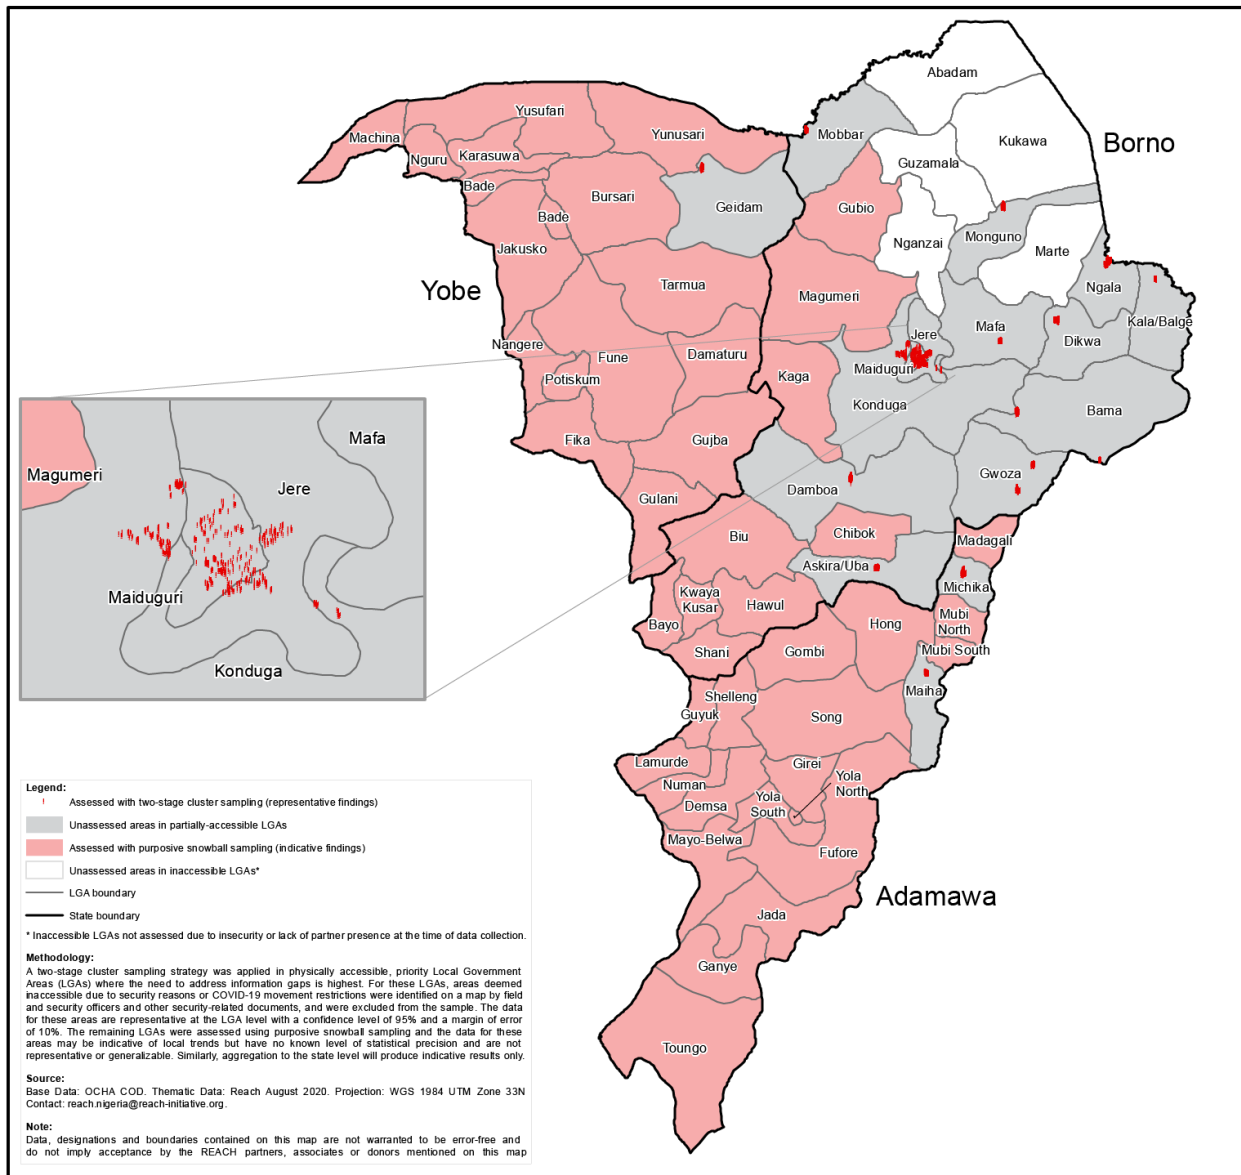 Abadam
Yusufari
Yunusari
Mobbar
Machina
Kukawa
Borno
Nguru
Karasuwa
Guzamala
Bade
Bursari
Geidam
Gubio
Bade
Nganzai
Monguno
Jakusko
Marte
Yobe
Tarmua
Magumeri
Ngala
Kala/Balge
Jere
Mafa
Dikwa
Nangere
Fune
Damaturu
Maiduguri
Potiskum
Kaga
Konduga
Bama
Fika
Gujba
Gwoza
Damboa
Gulani
Biu
Chibok
Madagali
Askira/Uba
Michika
Kwaya
Kusar
Hawul
Bayo
Hong
Mubi
North
Shani
Gombi
Mubi South
Shelleng
Maiha
Guyuk
Song
Lamurde
Girei
Yola
North
Numan
Yola
South
Demsa
Mayo-Belwa
Fufore
Adamawa
Jada
Ganye
Toungo
Mafa
Magumeri
Jere
Maiduguri
Konduga
Legend:
Assessed with two-stage cluster sampling (representative findings)
Unassessed areas in partially-accessible LGAs
Assessed with purposive snowball sampling (indicative findings)
Unassessed areas in inaccessible LGAs*
LGA boundary
State boundary
* Inaccessible LGAs not assessed due to insecurity or lack of partner presence at the time of data collection.
Methodology:
A two-stage cluster sampling strategy was applied in physically accessible, priority Local Government
Areas (LGAs) where the need to address information gaps is highest. For these LGAs, areas deemed
inaccessible due to security reasons or COVID-19 movement restrictions were identified on a map by field
and security officers and other security-related documents, and were excluded from the sample. The data
for these areas are representative at the LGA level with a confidence level of 95% and a margin of error
of 10%. The remaining LGAs were assessed using purposive snowball sampling and the data for these
areas may be indicative of local trends but have no known level of statistical precision and are not
representative or generalizable. Similarly, aggregation to the state level will produce indicative results only.
Source:
Base Data: OCHA COD. Thematic Data: Reach August 2020. Projection: WGS 1984 UTM Zone 33N
Contact: reach.nigeria@reach-initiative.org.
Note:
Data, designations and boundaries contained on this map are not warranted to be error-free and
do not imply acceptance by the REACH partners, associates or donors mentioned on this map